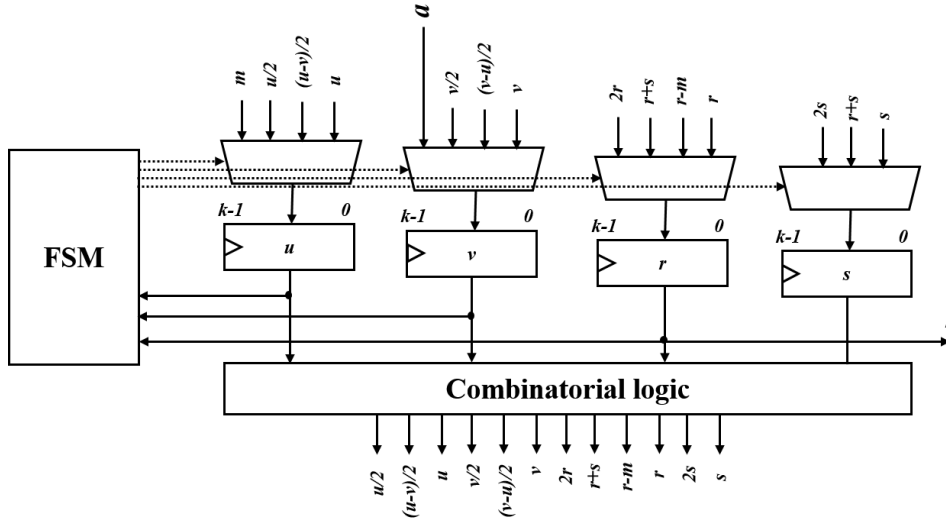 a
m
u/2
(u-v)/2
u
v/2
(v-u)/2
v
2r
r+s
r-m
r
2s
r+s
s
FSM
k-1 0
u
k-1 0
v
k-1 0
r
k-1 0
s
Combinatorial logic
u/2
(u-v)/2
u
v/2
(v-u)/2
v
2r
r+s
r-m
r
2s
s